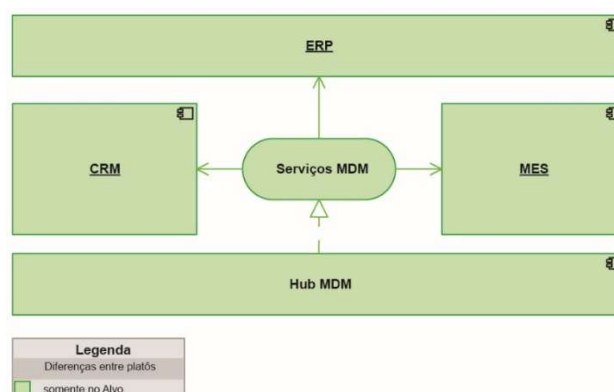 ERP
CRM
Serviços MDM
MES
Hub MDM
Legenda
Diferenças entre platôs
somente no Alvo